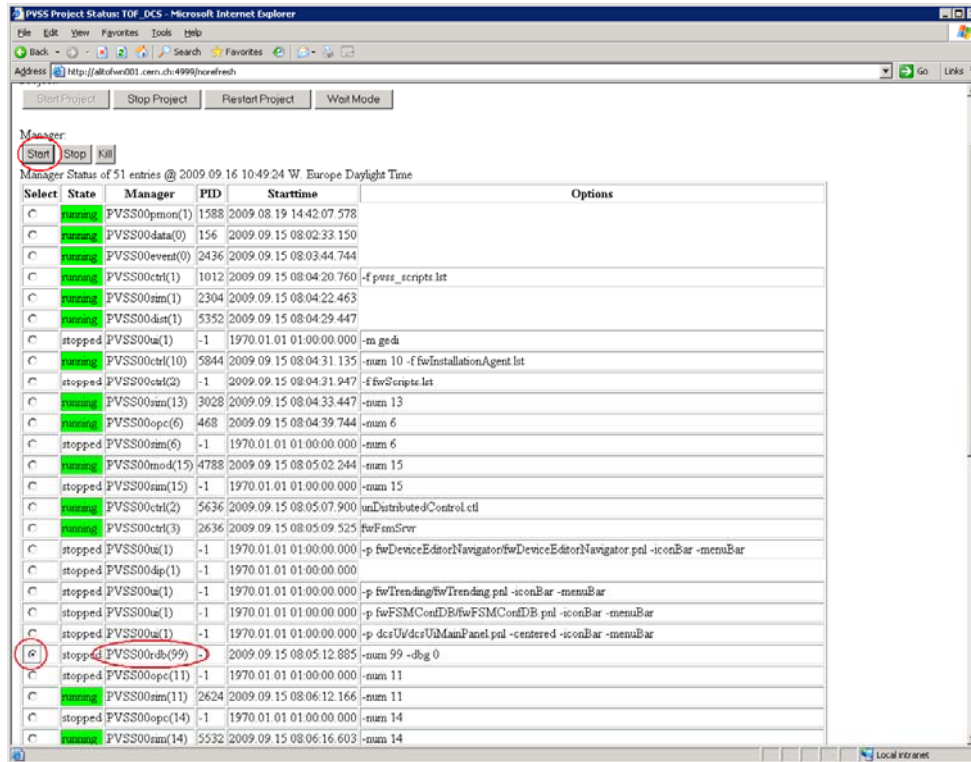 PVSS Project Status: TOF_DCS - Microsoft Internet Explorer
File Edit View Favorites Tools Help
Back Search Favorites
Address http://alitofwn001.cern.ch:4999/norefresh Go Links
Start Project Stop Project Restart Project Wait Mode
Manager:
Start Stop Kill
Manager Status of 51 entries @ 2009.09.16 10:49:24 W. Europe Daylight Time
Select State Manager PID Starttime Options
running PVSS00pmon(1) 1588 2009.08.19 14:42:07.578
running PVSS00data(0) 156 2009.09.15 08:02:33.150
running PVSS00event(0) 2436 2009.09.15 08:03:44.744
running PVSS00ctrl(1) 1012 2009.09.15 08:04:20.760 -f pvss_scripts.lst
running PVSS00sim(1) 2304 2009.09.15 08:04:22.463
running PVSS00dist(1) 5352 2009.09.15 08:04:29.447
stopped PVSS00ui(1) -1 1970.01.01 01:00:00.000 -m gedi
running PVSS00ctrl(10) 5844 2009.09.15 08:04:31.135 -num 10 -f fwInstallationAgent.lst
stopped PVSS00ctrl(2) -1 2009.09.15 08:04:31.947 -f fwScripts.lst
running PVSS00sim(13) 3028 2009.09.15 08:04:33.447 -num 13
running PVSS00opc(6) 468 2009.09.15 08:04:39.744 -num 6
stopped PVSS00sim(6) -1 1970.01.01 01:00:00.000 -num 6
running PVSS00mod(15) 4788 2009.09.15 08:05:02.244 -num 15
stopped PVSS00sim(15) -1 1970.01.01 01:00:00.000 -num 15
running PVSS00ctrl(2) 5636 2009.09.15 08:05:07.900 unDistributedControl.ctl
running PVSS00ctrl(3) 2636 2009.09.15 08:05:09.525 fwFsmSrvr
stopped PVSS00ui(1) -1 1970.01.01 01:00:00.000 -p fwDeviceEditorNavigator/fwDeviceEditorNavigator.pnl -iconBar -menuBar
stopped PVSS00dip(1) -1 1970.01.01 01:00:00.000
stopped PVSS00ui(1) -1 1970.01.01 01:00:00.000 -p fwTrending/fwTrending.pnl -iconBar -menuBar
stopped PVSS00ui(1) -1 1970.01.01 01:00:00.000 -p fwFSMConfDB/fwFSMConfDB.pnl -iconBar -menuBar
stopped PVSS00ui(1) -1 1970.01.01 01:00:00.000 -p dcsUi/dcsUiMainPanel.pnl -centered -iconBar -menuBar
stopped PVSS00rdb(99) -1 2009.09.15 08:05:12.885 -num 99 -dbg 0
stopped PVSS00opc(11) -1 1970.01.01 01:00:00.000 -num 11
running PVSS00sim(11) 2624 2009.09.15 08:06:12.166 -num 11
stopped PVSS00opc(14) -1 1970.01.01 01:00:00.000 -num 14
running PVSS00sim(14) 5532 2009.09.15 08:06:16.603 -num 14
Local intranet